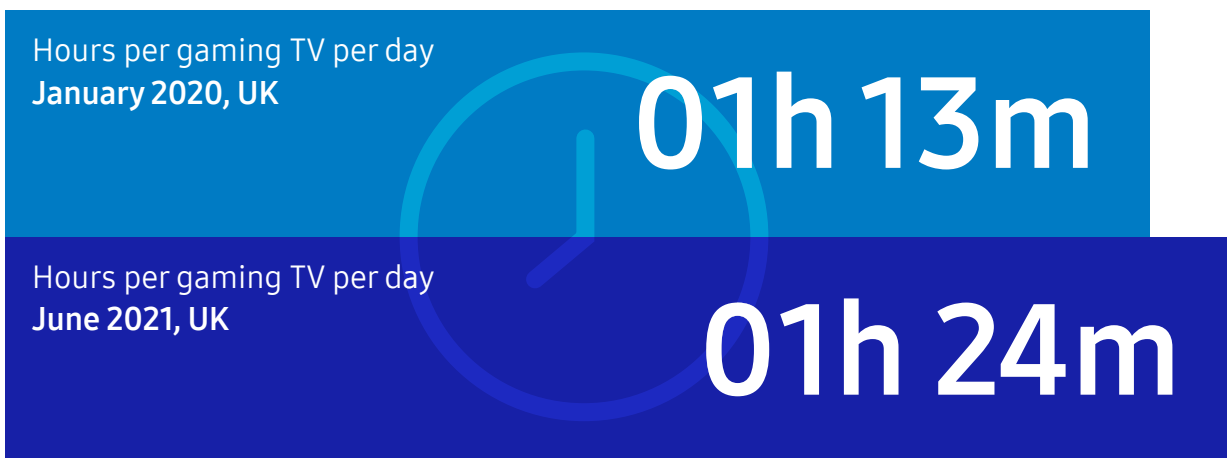 Hours per gaming TV per day
January 2020, UK
01h 13m
Hours per gaming TV per day
June 2021, UK
01h 24m